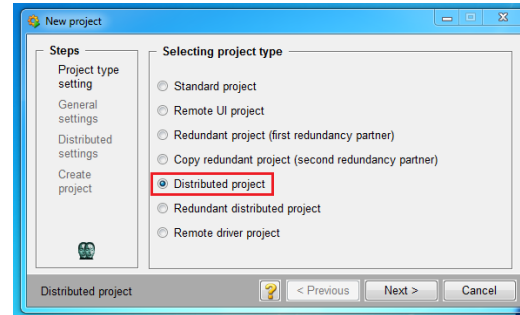 New project
Steps
Project type
setting
General
settings
Distributed
settings
Create
project
Selecting project type
Standard project
Remote UI project
Redundant project (first redundancy partner)
Copy redundant project (second redundancy partner)
Distributed project
Redundant distributed project
Remote driver project
Distributed project
?
< Previous
Next >
Cancel